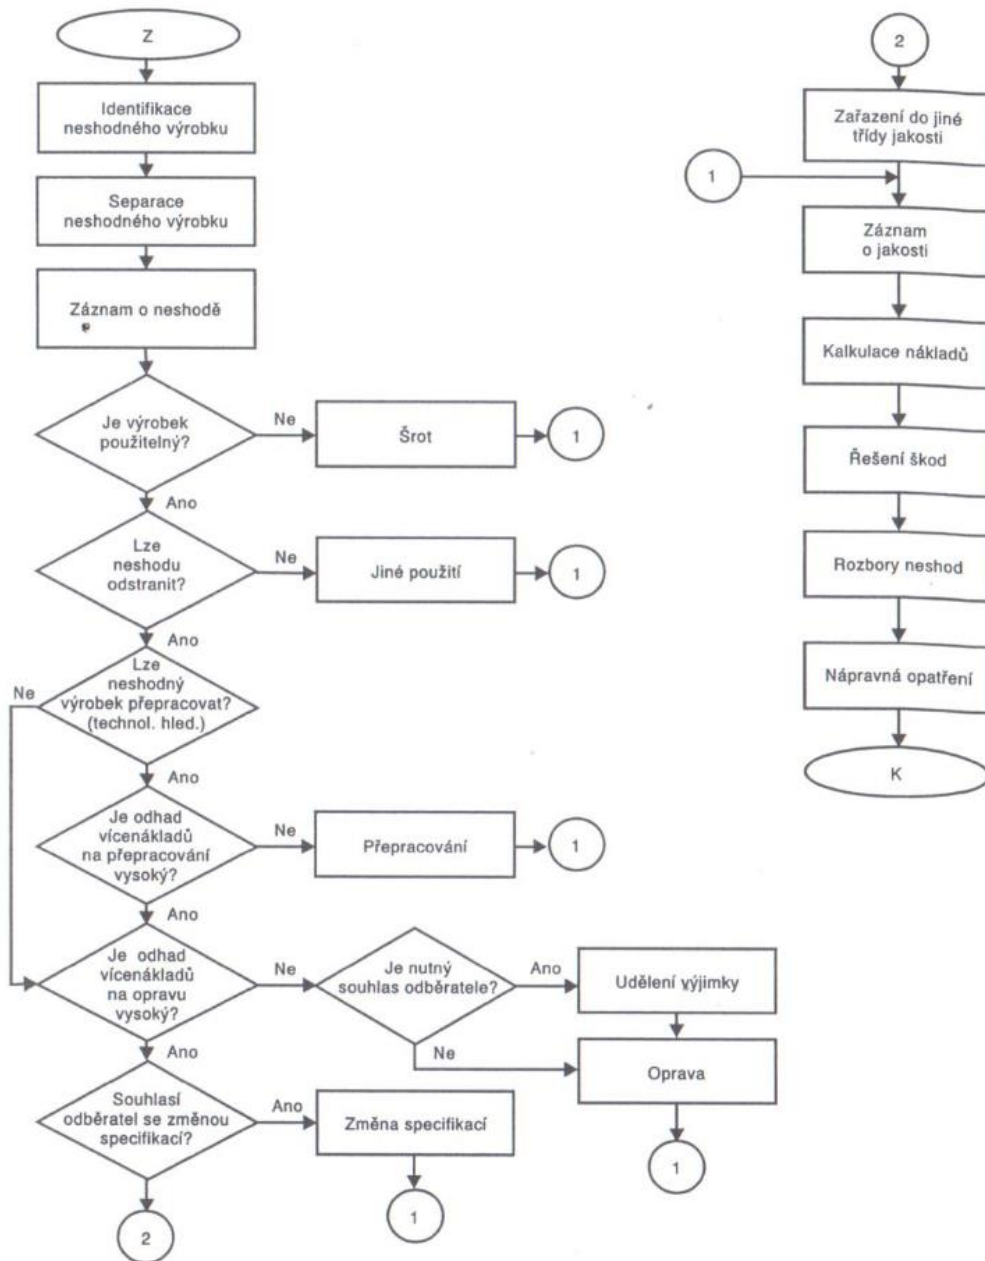 Z
Identifikace
neshodného výrobku
Separace
neshodného výrobku
Záznam o neshodě
Je výrobek
použitelný?
Ne
Šrot
1
Ano
Lze
neshodu
odstranit?
Ne
Jiné použití
1
Ano
Lze
neshodný
výrobek přepracovat?
(technol. hled.)
Ne
Ano
Je odhad
vícenákladů
na přepracování
vysoký?
Ne
Přepracování
1
Ano
Je odhad
vícenákladů
na opravu
vysoký?
Ne
Je nutný
souhlas odběratele?
Ano
Udělení výjimky
Ne
Oprava
1
Ano
Souhlasí
odběratel se změnou
specifikací?
Ano
Změna specifikací
1
2
2
Zařazení do jiné
třídy jakosti
1
Záznam
o jakosti
Kalkulace nákladů
Řešení škod
Rozbory neshod
Nápravná opatření
K